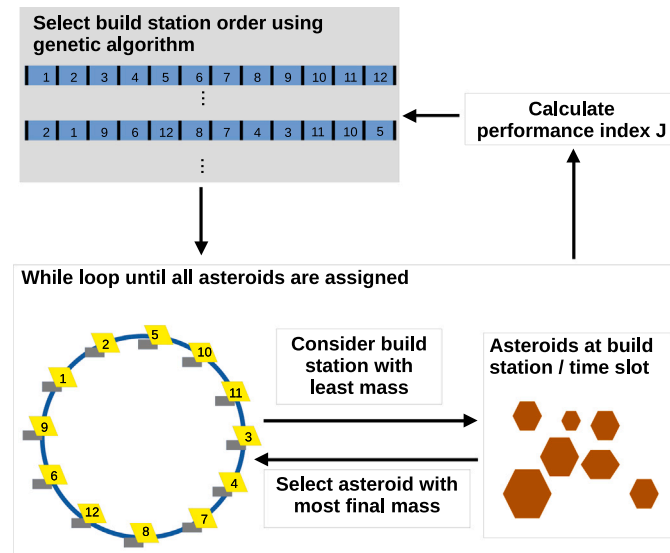 Select build station order using
genetic algorithm
1 2 3 4 5 6 7 8 9 10 11 12
⋮
2 1 9 6 12 8 7 4 3 11 10 5
⋮
Calculate
performance index J
While loop until all asteroids are assigned
5
2
10
1
11
9
3
6
4
12
7
8
Consider build
station with
least mass
Select asteroid with
most final mass
Asteroids at build
station / time slot